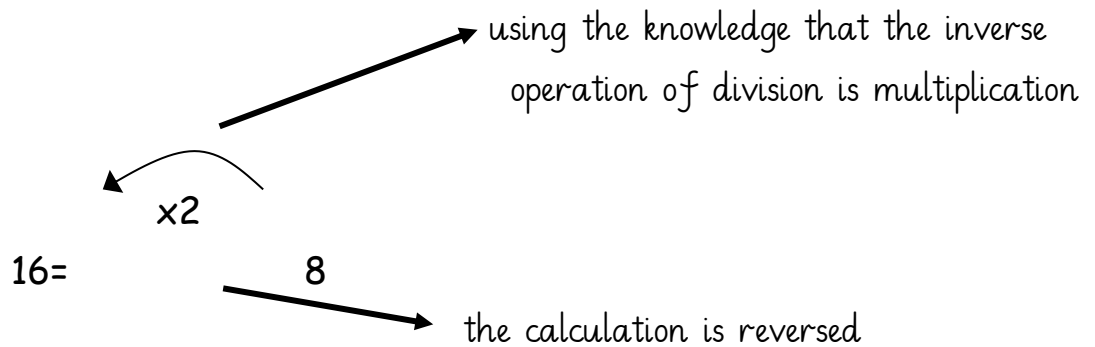 using the knowledge that the inverse
operation of division is multiplication
x2
16= 8
the calculation is reversed